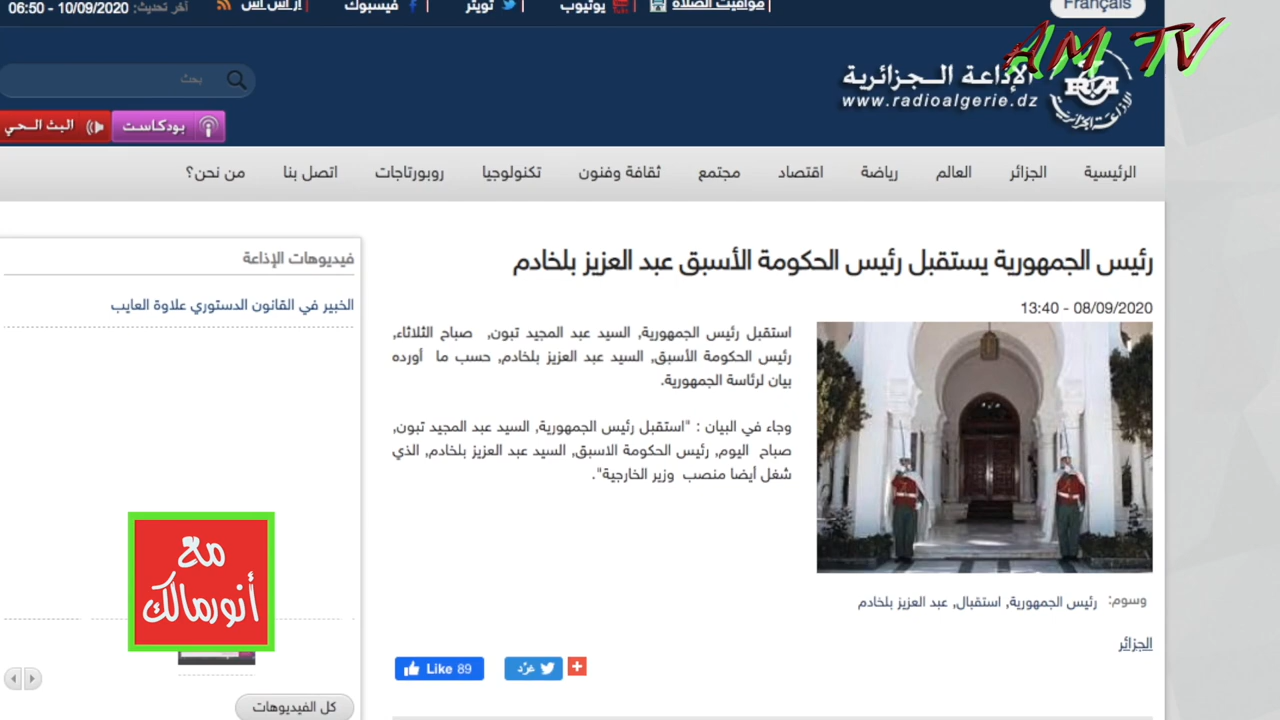 آخر تحديث: 10/09/2020 - 06:50
آر اس اس
فيسبوك
تويتر
يوتيوب
مواقيت الصلاة
Français
AM TV
بحث
الإذاعة الـجزائرية
www.radioalgerie.dz
RA
الإذاعة الجزائرية
بودكاست
البث الـحي
الرئيسية الجزائر العالم رياضة اقتصاد مجتمع ثقافة وفنون تكنولوجيا روبورتاجات اتصل بنا من نحن؟
رئيس الجمهورية يستقبل رئيس الحكومة الأسبق عبد العزيز بلخادم
08/09/2020 - 13:40
استقبل رئيس الجمهورية, السيد عبد المجيد تبون, صباح الثلاثاء,
رئيس الحكومة الأسبق, السيد عبد العزيز بلخادم, حسب ما أورده
بيان لرئاسة الجمهورية.
وجاء في البيان : "استقبل رئيس الجمهورية, السيد عبد المجيد تبون,
صباح اليوم, رئيس الحكومة الاسبق, السيد عبد العزيز بلخادم, الذي
شغل أيضا منصب وزير الخارجية".
وسوم: رئيس الجمهورية, استقبال, عبد العزيز بلخادم
الجزائر
Like 89
غرّد
فيديوهات الإذاعة
الخبير في القانون الدستوري علاوة العايب
مع
أنورمالك
كل الفيديوهات